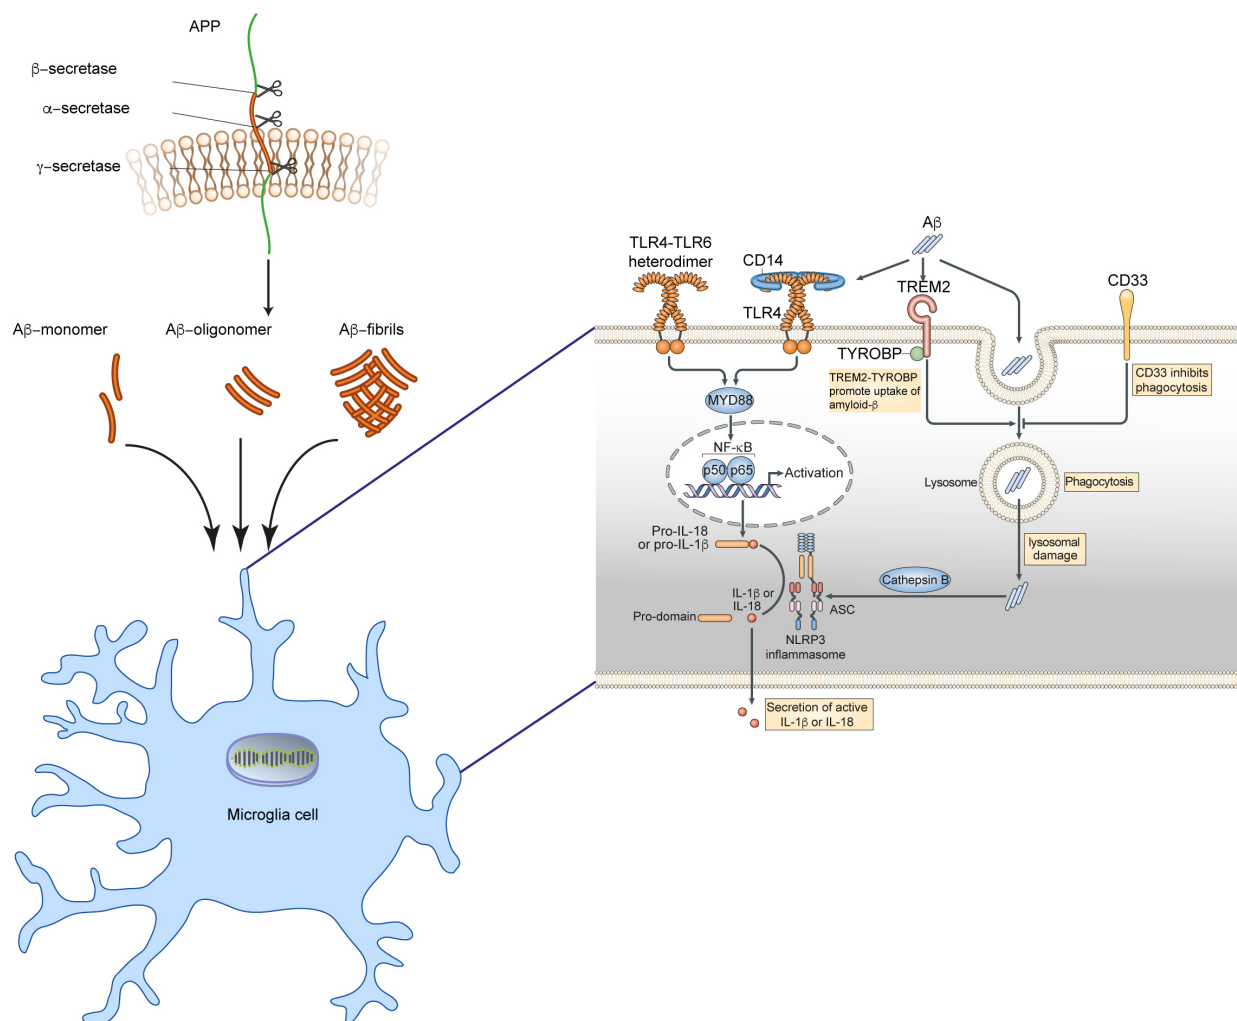 APP
β–secretase
α–secretase
γ–secretase
Aβ–monomer
Aβ–oligonomer
Aβ–fibrils
Microglia cell
Aβ
TLR4-TLR6
heterodimer
CD14
TLR4
TREM2
CD33
TYROBP
TREM2-TYROBP
promote uptake of
amyloid-β
CD33 inhibits
phagocytosis
MYD88
NF-κB
p50
p65
Activation
Lysosome
Phagocytosis
Pro-IL-18
or pro-IL-1β
lysosomal
damage
Cathepsin B
IL-1β or
IL-18
Pro-domain
ASC
NLRP3
inflammasome
Secretion of active
IL-1β or IL-18